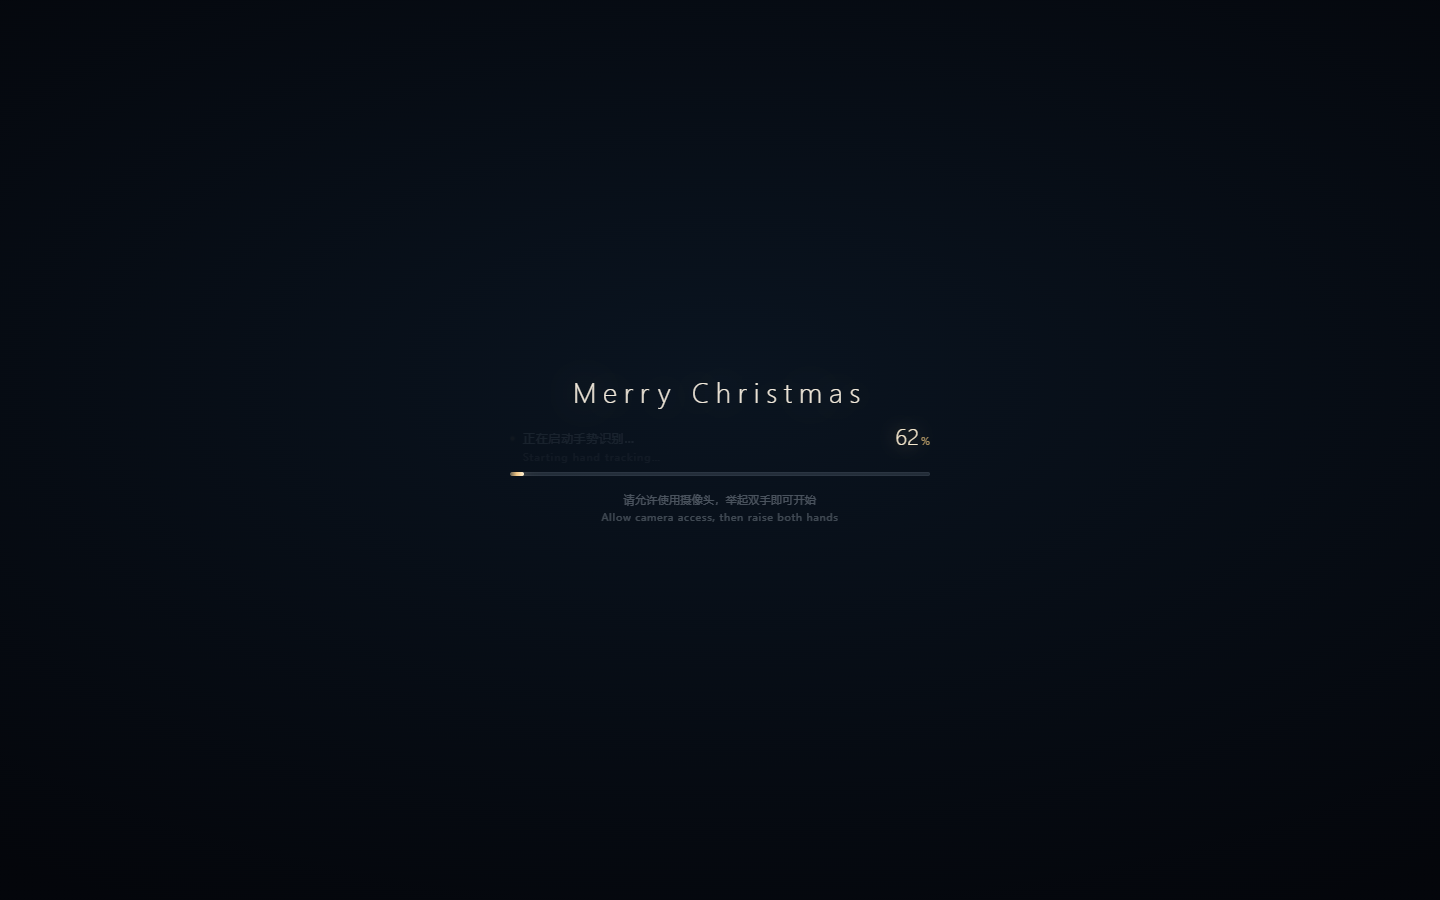 Merry Christmas
正在启动手势识别...
62%
Starting hand tracking...
请允许使用摄像头，举起双手即可开始
Allow camera access, then raise both hands